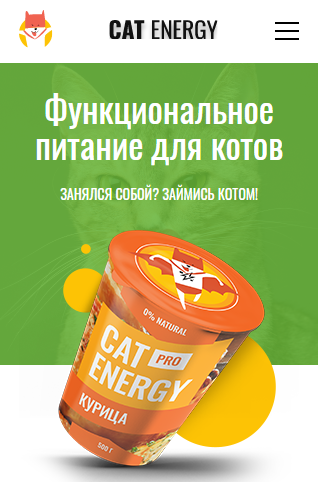 CAT ENERGY
Функциональное
питание для котов
ЗАНЯЛСЯ СОБОЙ? ЗАЙМИСЬ КОТОМ!
0% NATURAL
CAT PRO
ENERGY
КУРИЦА
500 Г